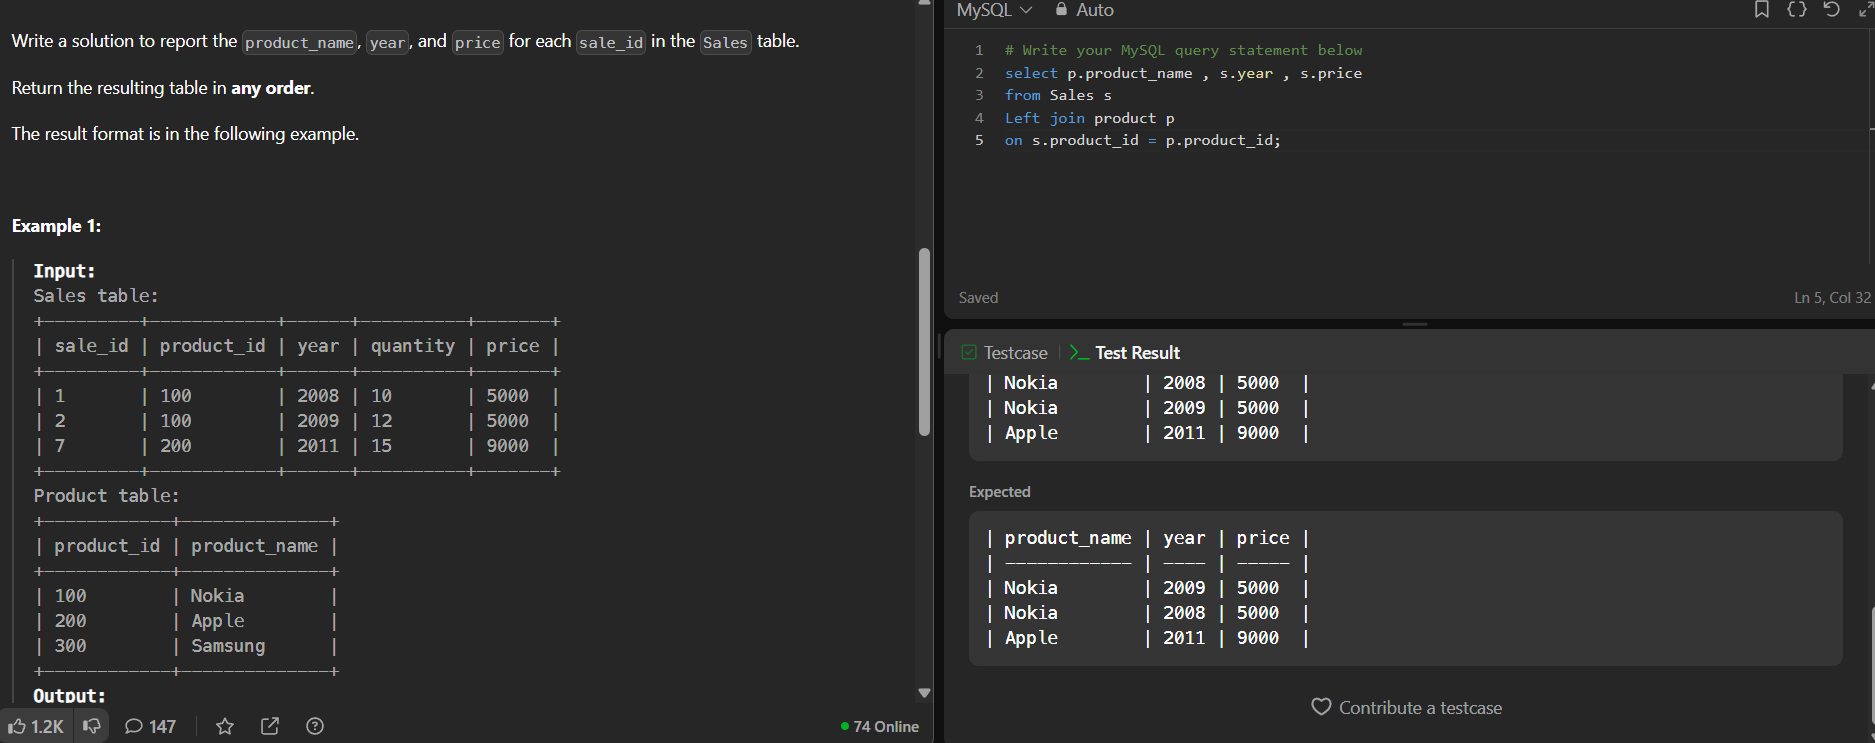 Write a solution to report the product_name, year, and price for each sale_id in the Sales table.
Return the resulting table in any order.
The result format is in the following example.
Example 1:
Input:
Sales table:
+---------+------------+------+----------+-------+
| sale_id | product_id | year | quantity | price |
+---------+------------+------+----------+-------+
| 1       | 100        | 2008 | 10       | 5000  |
| 2       | 100        | 2009 | 12       | 5000  |
| 7       | 200        | 2011 | 15       | 9000  |
+---------+------------+------+----------+-------+
Product table:
+------------+--------------+
| product_id | product_name |
+------------+--------------+
| 100        | Nokia        |
| 200        | Apple        |
| 300        | Samsung      |
+------------+--------------+
Output:
1.2K 147 74 Online
MySQL Auto
1 # Write your MySQL query statement below
2 select p.product_name , s.year , s.price
3 from Sales s
4 Left join product p
5 on s.product_id = p.product_id;
Saved Ln 5, Col 32
Testcase Test Result
| Nokia        | 2008 | 5000  |
| Nokia        | 2009 | 5000  |
| Apple        | 2011 | 9000  |
Expected
| product_name | year | price |
| ------------ | ---- | ----- |
| Nokia        | 2009 | 5000  |
| Nokia        | 2008 | 5000  |
| Apple        | 2011 | 9000  |
Contribute a testcase